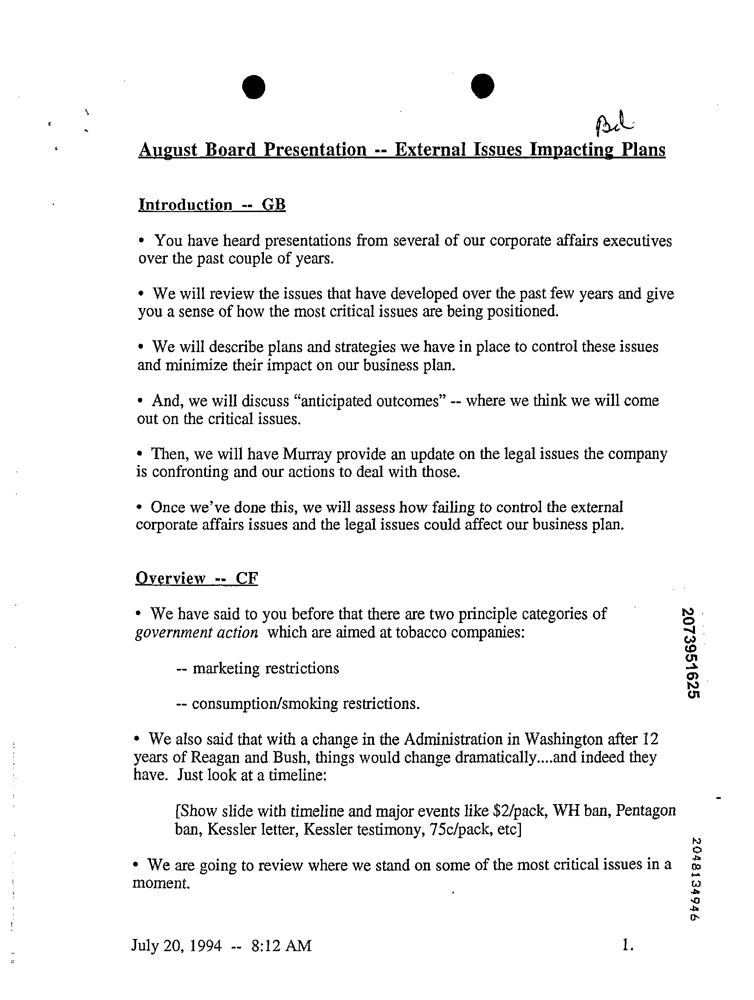 August Board Presentation -- External Issues Impacting Plans
Introduction -- GB
• You have heard presentations from several of our corporate affairs executives
over the past couple of years.
• We will review the issues that have developed over the past few years and give
you a sense of how the most critical issues are being positioned.
• We will describe plans and strategies we have in place to control these issues
and minimize their impact on our business plan.
• And, we will discuss “anticipated outcomes” -- where we think we will come
out on the critical issues.
• Then, we will have Murray provide an update on the legal issues the company
is confronting and our actions to deal with those.
• Once we’ve done this, we will assess how failing to control the external
corporate affairs issues and the legal issues could affect our business plan.
Overview -- CF
• We have said to you before that there are two principle categories of
government action which are aimed at tobacco companies:
-- marketing restrictions
-- consumption/smoking restrictions.
• We also said that with a change in the Administration in Washington after 12
years of Reagan and Bush, things would change dramatically....and indeed they
have. Just look at a timeline:
[Show slide with timeline and major events like $2/pack, WH ban, Pentagon
ban, Kessler letter, Kessler testimony, 75c/pack, etc]
• We are going to review where we stand on some of the most critical issues in a
moment.
July 20, 1994 -- 8:12 AM 1.
2073951625
2048134946